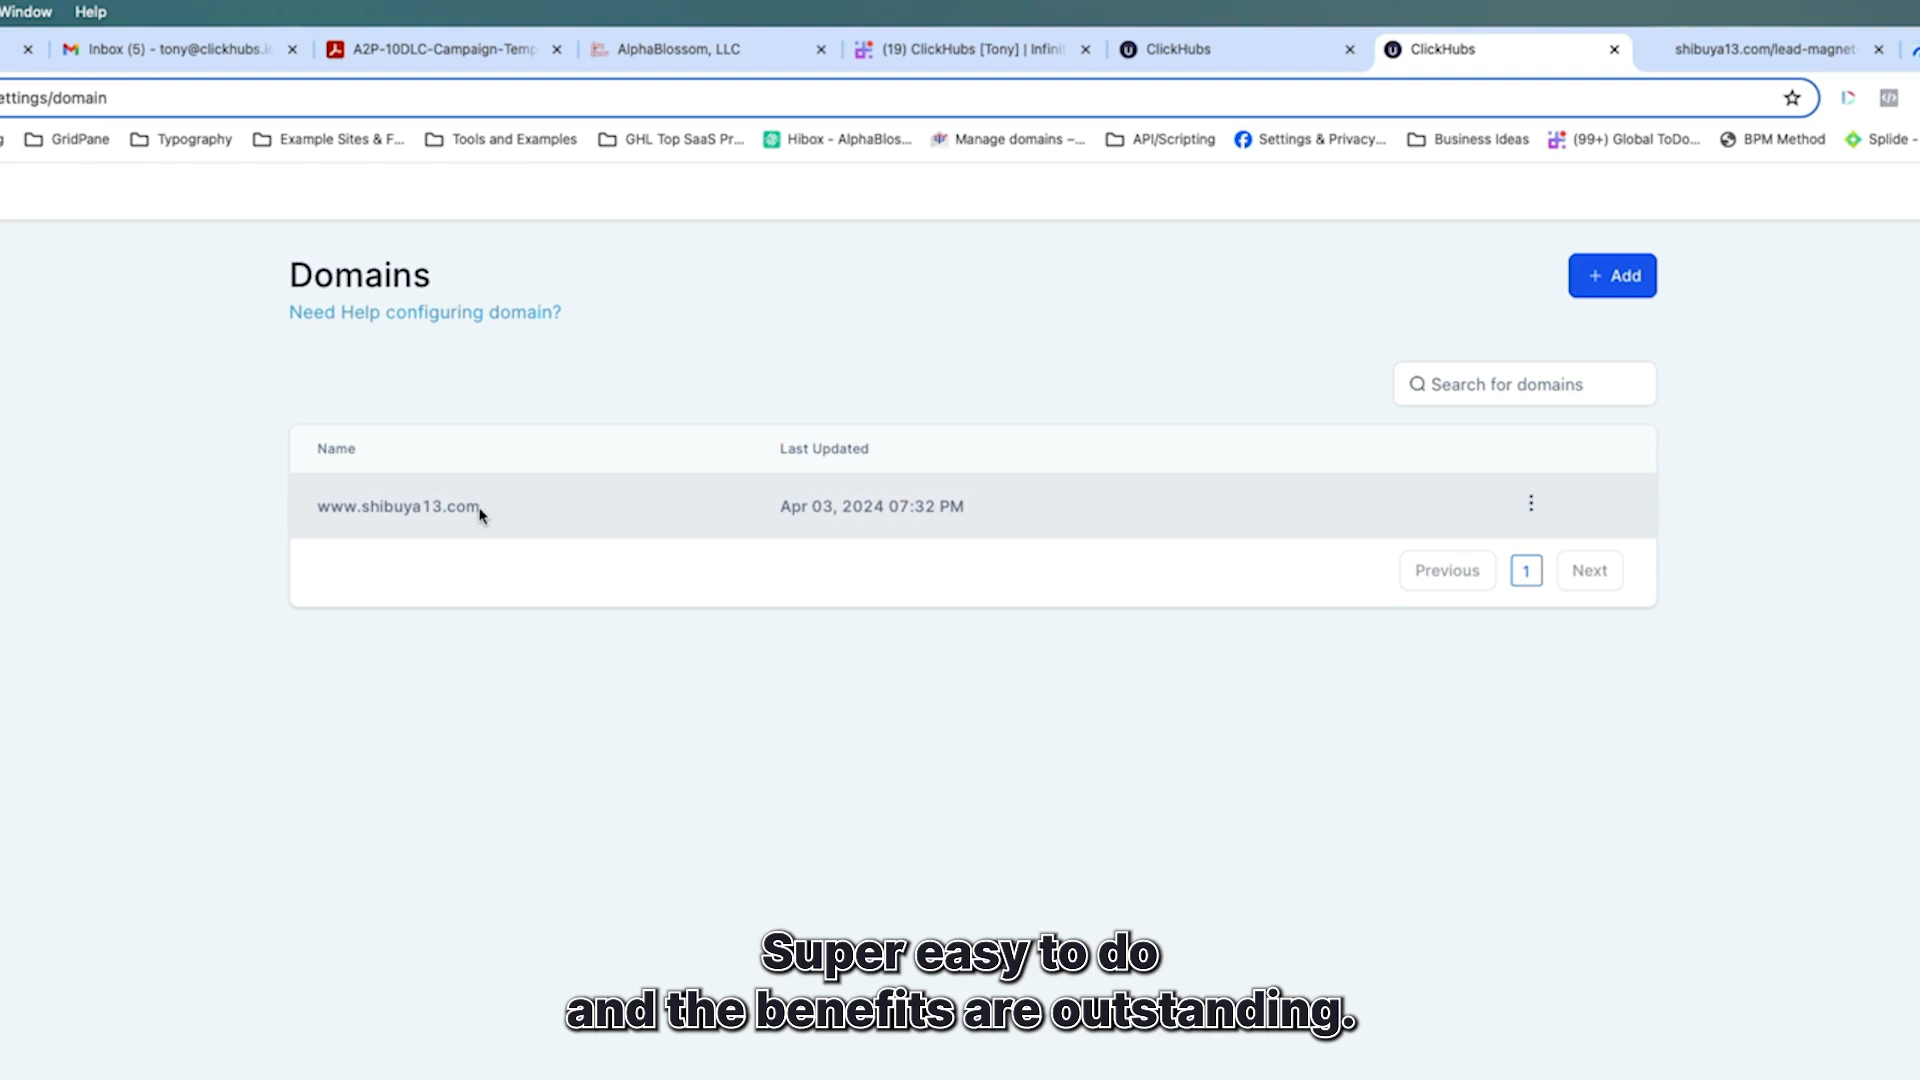 Window Help
Inbox (5) - tony@clickhubs.ic A2P-10DLC-Campaign-Temp AlphaBlossom, LLC (19) ClickHubs [Tony] | Infinit ClickHubs ClickHubs shibuya13.com/lead-magnet
ettings/domain
g GridPane Typography Example Sites & F... Tools and Examples GHL Top SaaS Pr... Hibox - AlphaBlos... Manage domains –... API/Scripting Settings & Privacy... Business Ideas (99+) Global ToDo... BPM Method Splide -
Domains
+ Add
Need Help configuring domain?
Search for domains
Name Last Updated
www.shibuya13.com Apr 03, 2024 07:32 PM
Previous 1 Next
Super easy to do
and the benefits are outstanding.